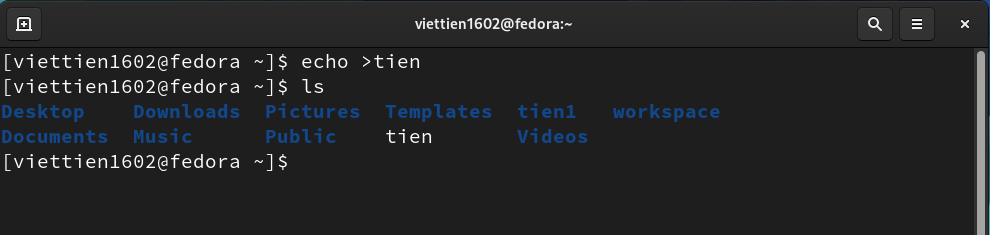 viettien1602@fedora:~
[viettien1602@fedora ~]$ echo >tien
[viettien1602@fedora ~]$ ls
Desktop    Downloads  Pictures  Templates  tien1   workspace
Documents  Music      Public    tien       Videos
[viettien1602@fedora ~]$